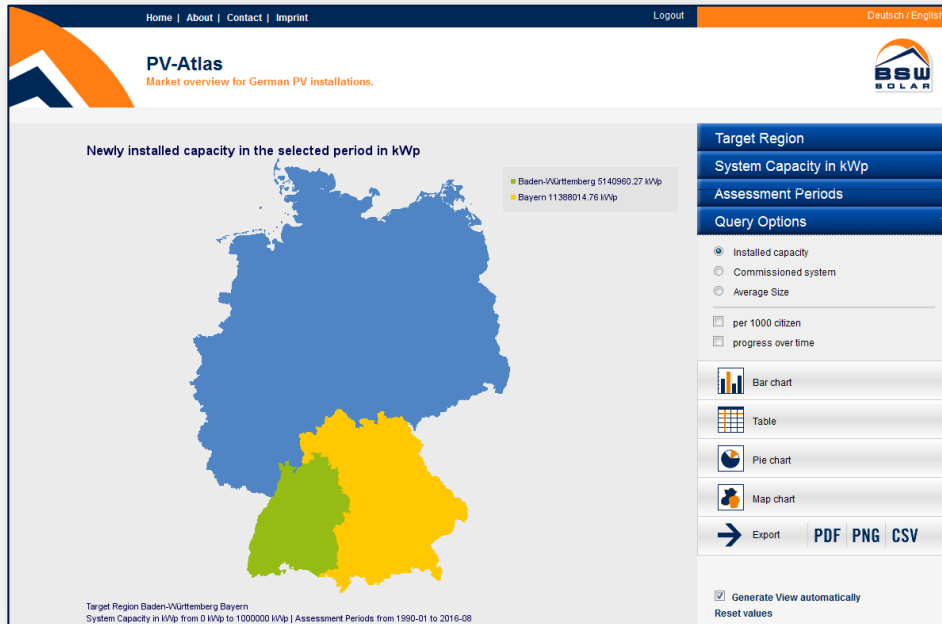 Home | About | Contact | Imprint
Logout
Deutsch / English
PV-Atlas
Market overview for German PV installations.
BSW
SOLAR
Newly installed capacity in the selected period in kWp
Baden-Württemberg 5140960.27 kWp
Bayern 11388014.76 kWp
Target Region
System Capacity in kWp
Assessment Periods
Query Options
Installed capacity
Commissioned system
Average Size
per 1000 citizen
progress over time
Bar chart
Table
Pie chart
Map chart
Export PDF PNG CSV
Generate View automatically
Reset values
Target Region Baden-Württemberg Bayern
System Capacity in kWp from 0 kWp to 1000000 kWp | Assessment Periods from 1990-01 to 2016-08